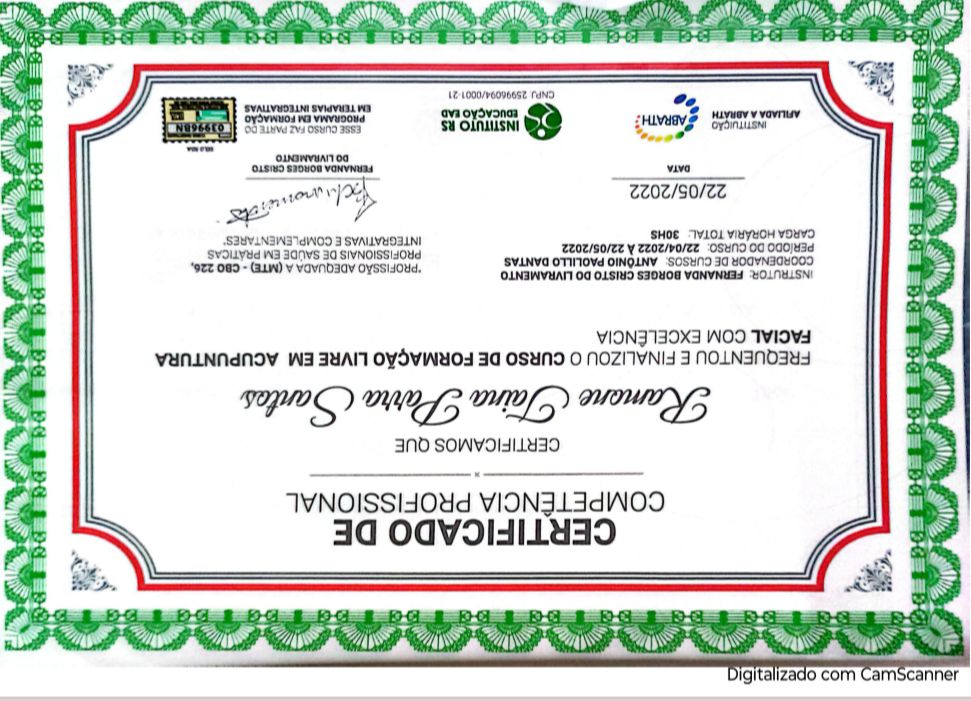 CERTIFICADO DE
COMPETÊNCIA PROFISSIONAL
CERTIFICAMOS QUE
Ramone Taira Parra Santos
FREQUENTOU E FINALIZOU O CURSO DE FORMAÇÃO LIVRE EM ACUPUNTURA
FACIAL COM EXCELÊNCIA
INSTRUTOR: FERNANDA BORGES CRISTO DO LIVRAMENTO
COORDENADOR DE CURSOS: ANTÔNIO PAOLILLO DANTAS
PERÍODO DO CURSO: 22/04/2022 À 22/05/2022
CARGA HORÁRIA TOTAL: 30HS
"PROFISSÃO ADEQUADA A (MTE) - CBO 226,
PROFISSIONAIS DE SAÚDE EM PRÁTICAS
INTEGRATIVAS E COMPLEMENTARES".
22/05/2022
DATA
FERNANDA BORGES CRISTO
DO LIVRAMENTO
INSTITUIÇÃO
AFILIADA A ABRATH
ABRATH
INSTITUTO RS
EDUCAÇÃO EAD
CNPJ: 25996094/0001-21
ESSE CURSO FAZ PARTE DO
PROGRAMA EM FORMAÇÃO
EM TERAPIAS INTEGRATIVAS
039968BN
Digitalizado com CamScanner